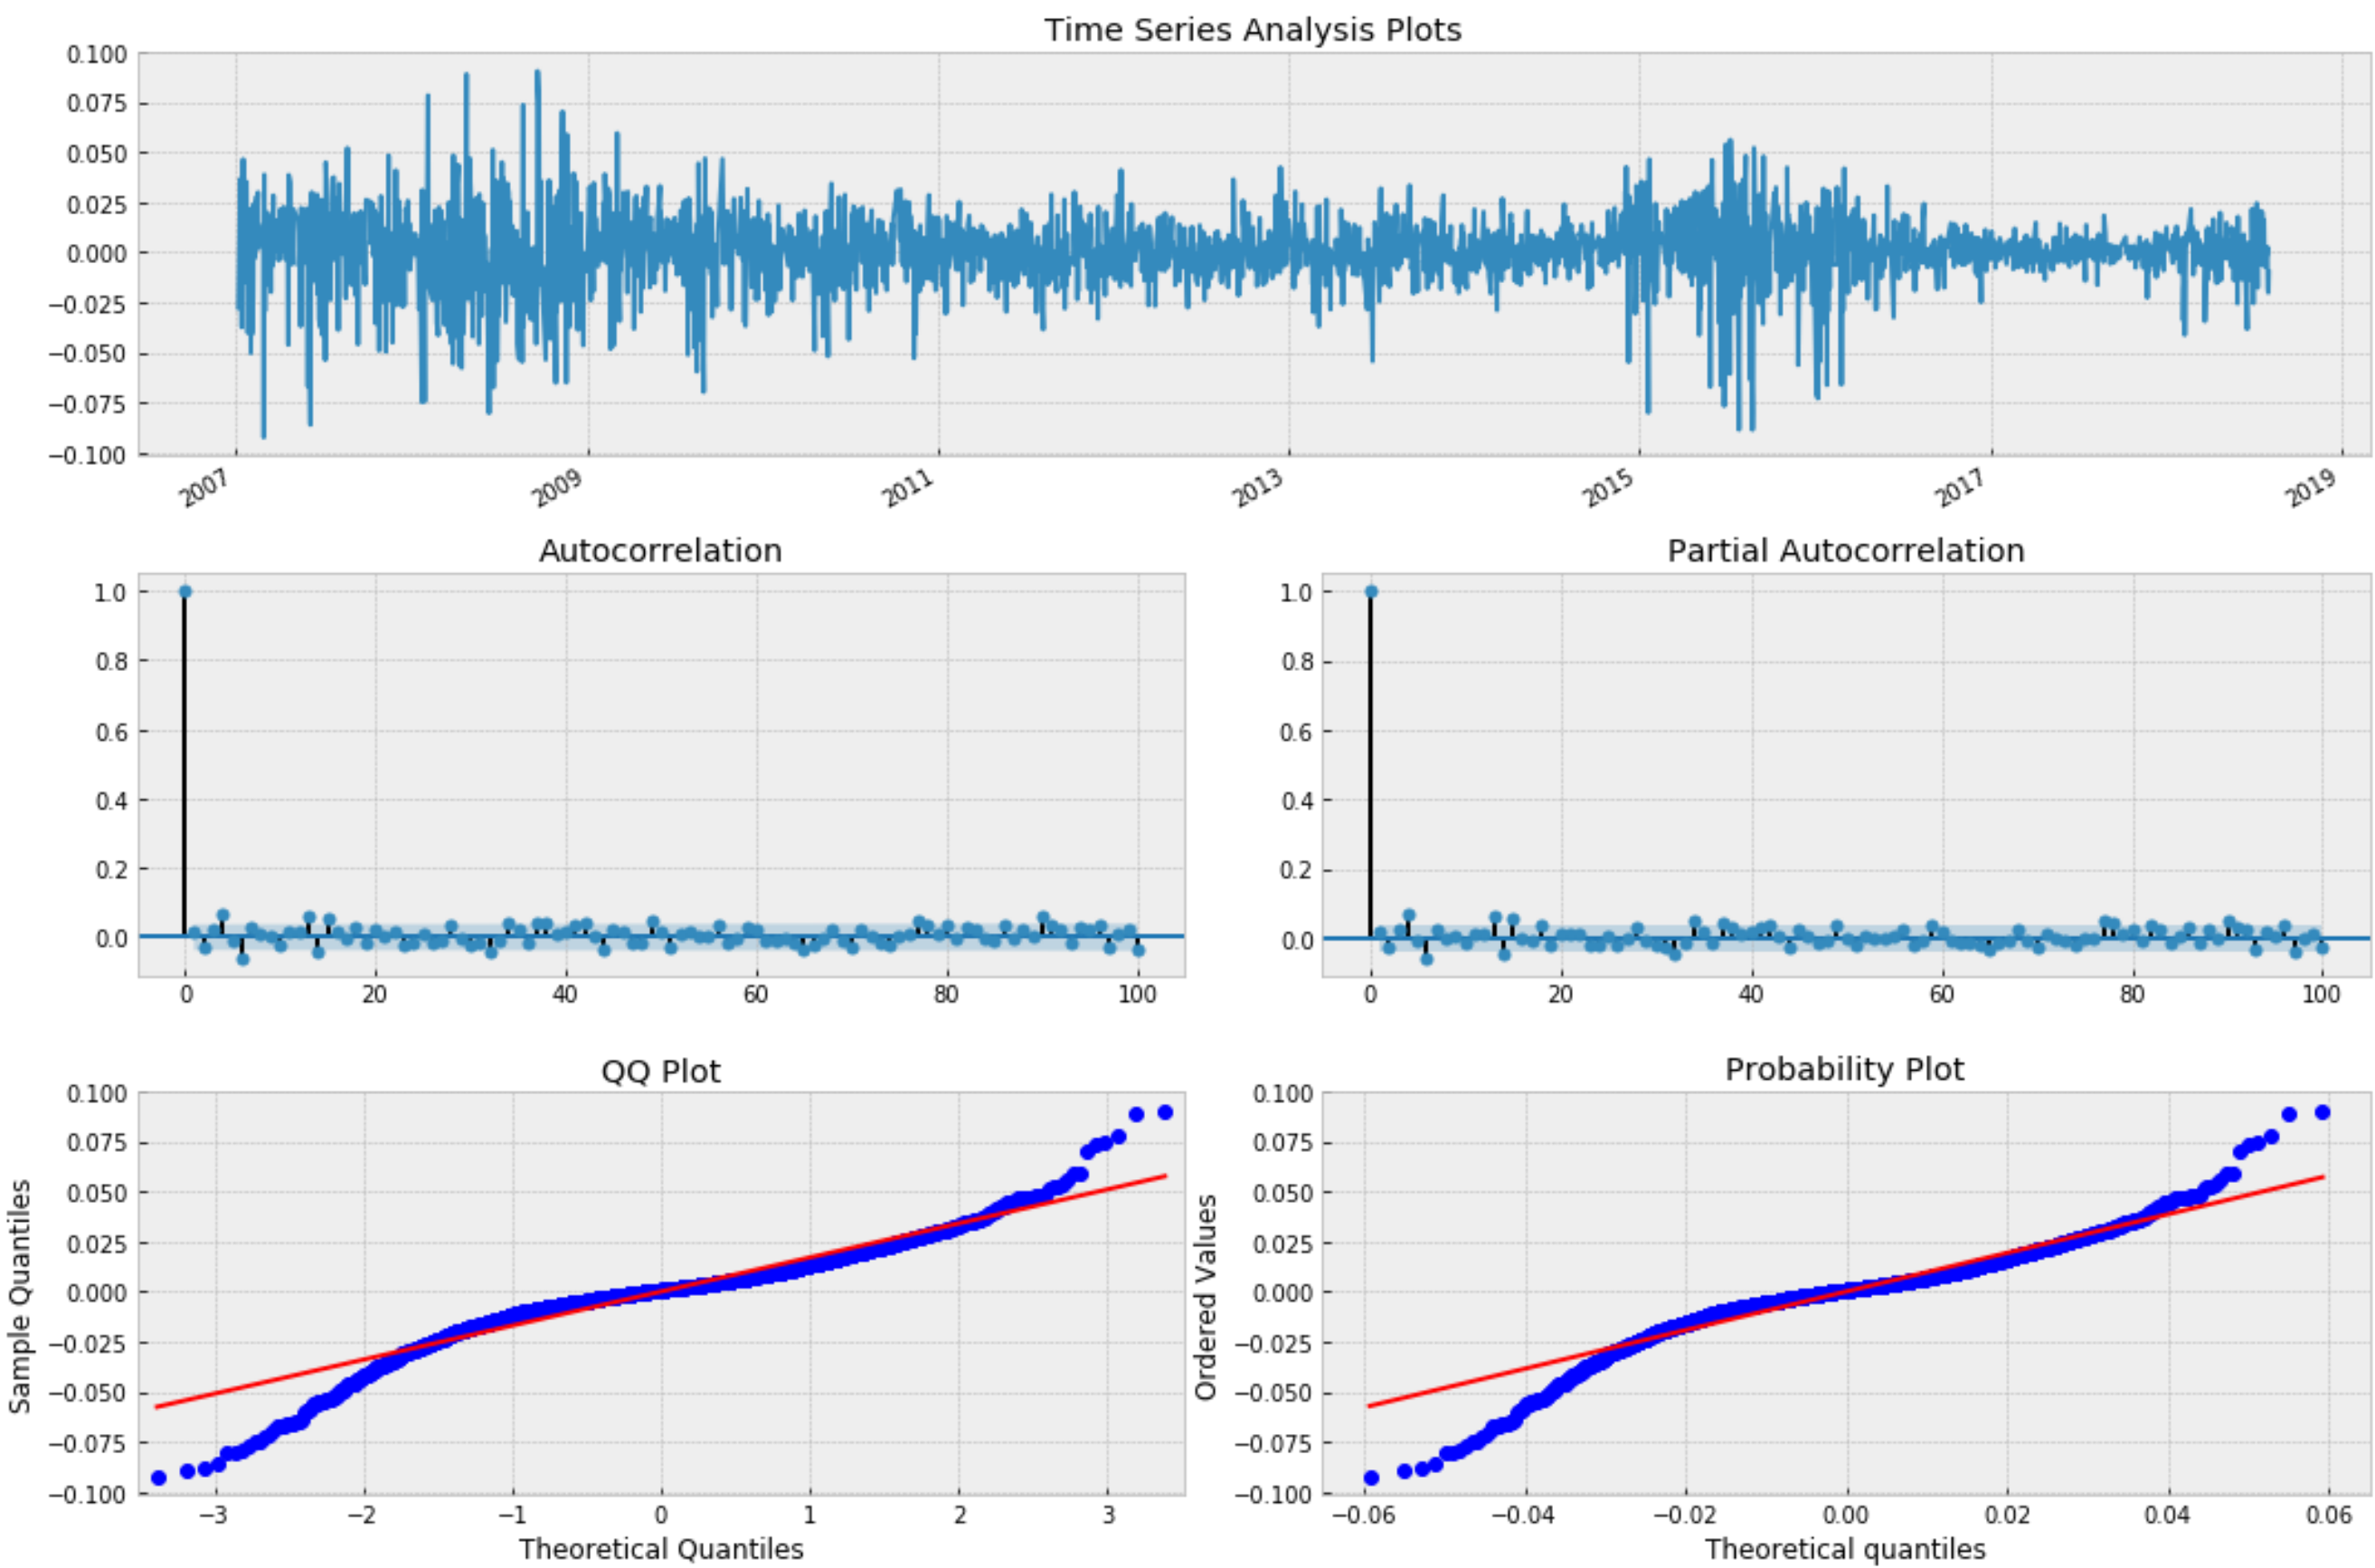 Time Series Analysis Plots
0.100
0.075
0.050
0.025
0.000
−0.025
−0.050
−0.075
−0.100
2007 2009 2011 2013 2015 2017 2019
Autocorrelation
1.0
0.8
0.6
0.4
0.2
0.0
0 20 40 60 80 100
Partial Autocorrelation
1.0
0.8
0.6
0.4
0.2
0.0
0 20 40 60 80 100
QQ Plot
Sample Quantiles
0.100
0.075
0.050
0.025
0.000
−0.025
−0.050
−0.075
−0.100
−3 −2 −1 0 1 2 3
Theoretical Quantiles
Probability Plot
Ordered Values
0.100
0.075
0.050
0.025
0.000
−0.025
−0.050
−0.075
−0.100
−0.06 −0.04 −0.02 0.00 0.02 0.04 0.06
Theoretical quantiles